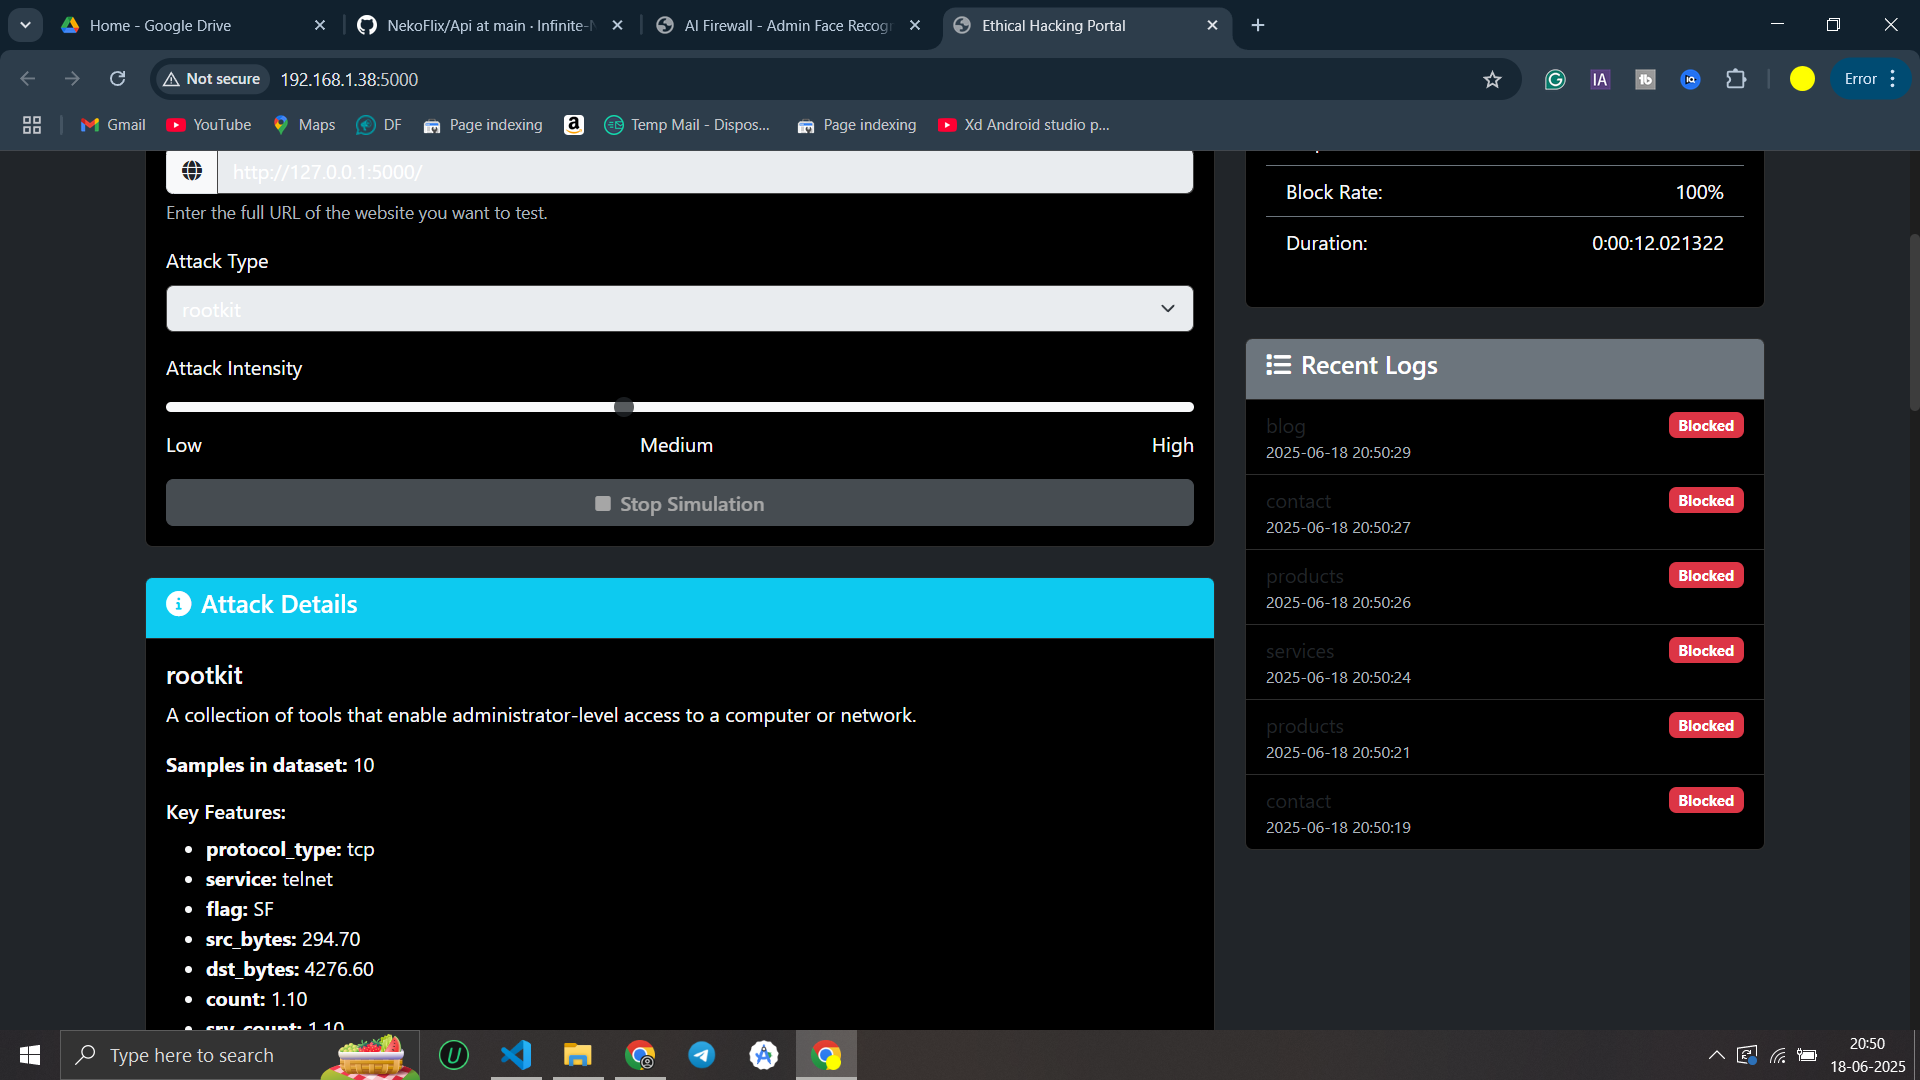 Home - Google Drive
NekoFlix/Api at main · Infinite-N
AI Firewall - Admin Face Recogn
Ethical Hacking Portal
Not secure
192.168.1.38:5000
Error
Gmail
YouTube
Maps
DF
Page indexing
Temp Mail - Dispos...
Page indexing
Xd Android studio p...
http://127.0.0.1:5000/
Enter the full URL of the website you want to test.
Attack Type
rootkit
Attack Intensity
Low
Medium
High
Stop Simulation
Attack Details
rootkit
A collection of tools that enable administrator-level access to a computer or network.
Samples in dataset: 10
Key Features:
protocol_type: tcp
service: telnet
flag: SF
src_bytes: 294.70
dst_bytes: 4276.60
count: 1.10
srv_count: 1.10
Block Rate: 100%
Duration: 0:00:12.021322
Recent Logs
blog Blocked
2025-06-18 20:50:29
contact Blocked
2025-06-18 20:50:27
products Blocked
2025-06-18 20:50:26
services Blocked
2025-06-18 20:50:24
products Blocked
2025-06-18 20:50:21
contact Blocked
2025-06-18 20:50:19
Type here to search
20:50
18-06-2025